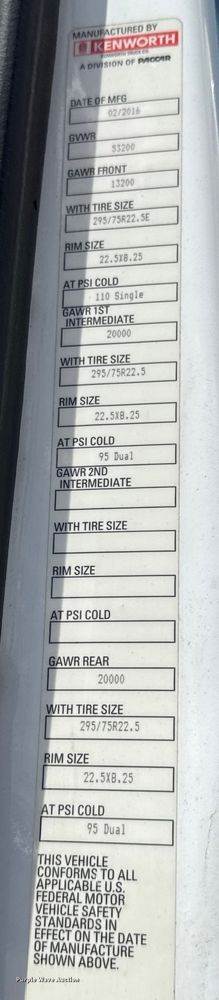 MANUFACTURED BY
KENWORTH
KENWORTH TRUCK CO.
A DIVISION OF PACCAR
DATE OF MFG
02/2016
GVWR
53200
GAWR FRONT
13200
WITH TIRE SIZE
295/75R22.5E
RIM SIZE
22.5X8.25
AT PSI COLD
110 Single
GAWR 1ST
INTERMEDIATE
20000
WITH TIRE SIZE
295/75R22.5
RIM SIZE
22.5X8.25
AT PSI COLD
95 Dual
GAWR 2ND
INTERMEDIATE
WITH TIRE SIZE
RIM SIZE
AT PSI COLD
GAWR REAR
20000
WITH TIRE SIZE
295/75R22.5
RIM SIZE
22.5X8.25
AT PSI COLD
95 Dual
THIS VEHICLE
CONFORMS TO ALL
APPLICABLE U.S.
FEDERAL MOTOR
VEHICLE SAFETY
STANDARDS IN
EFFECT ON THE DATE
OF MANUFACTURE
SHOWN ABOVE.
Purple Wave Auction